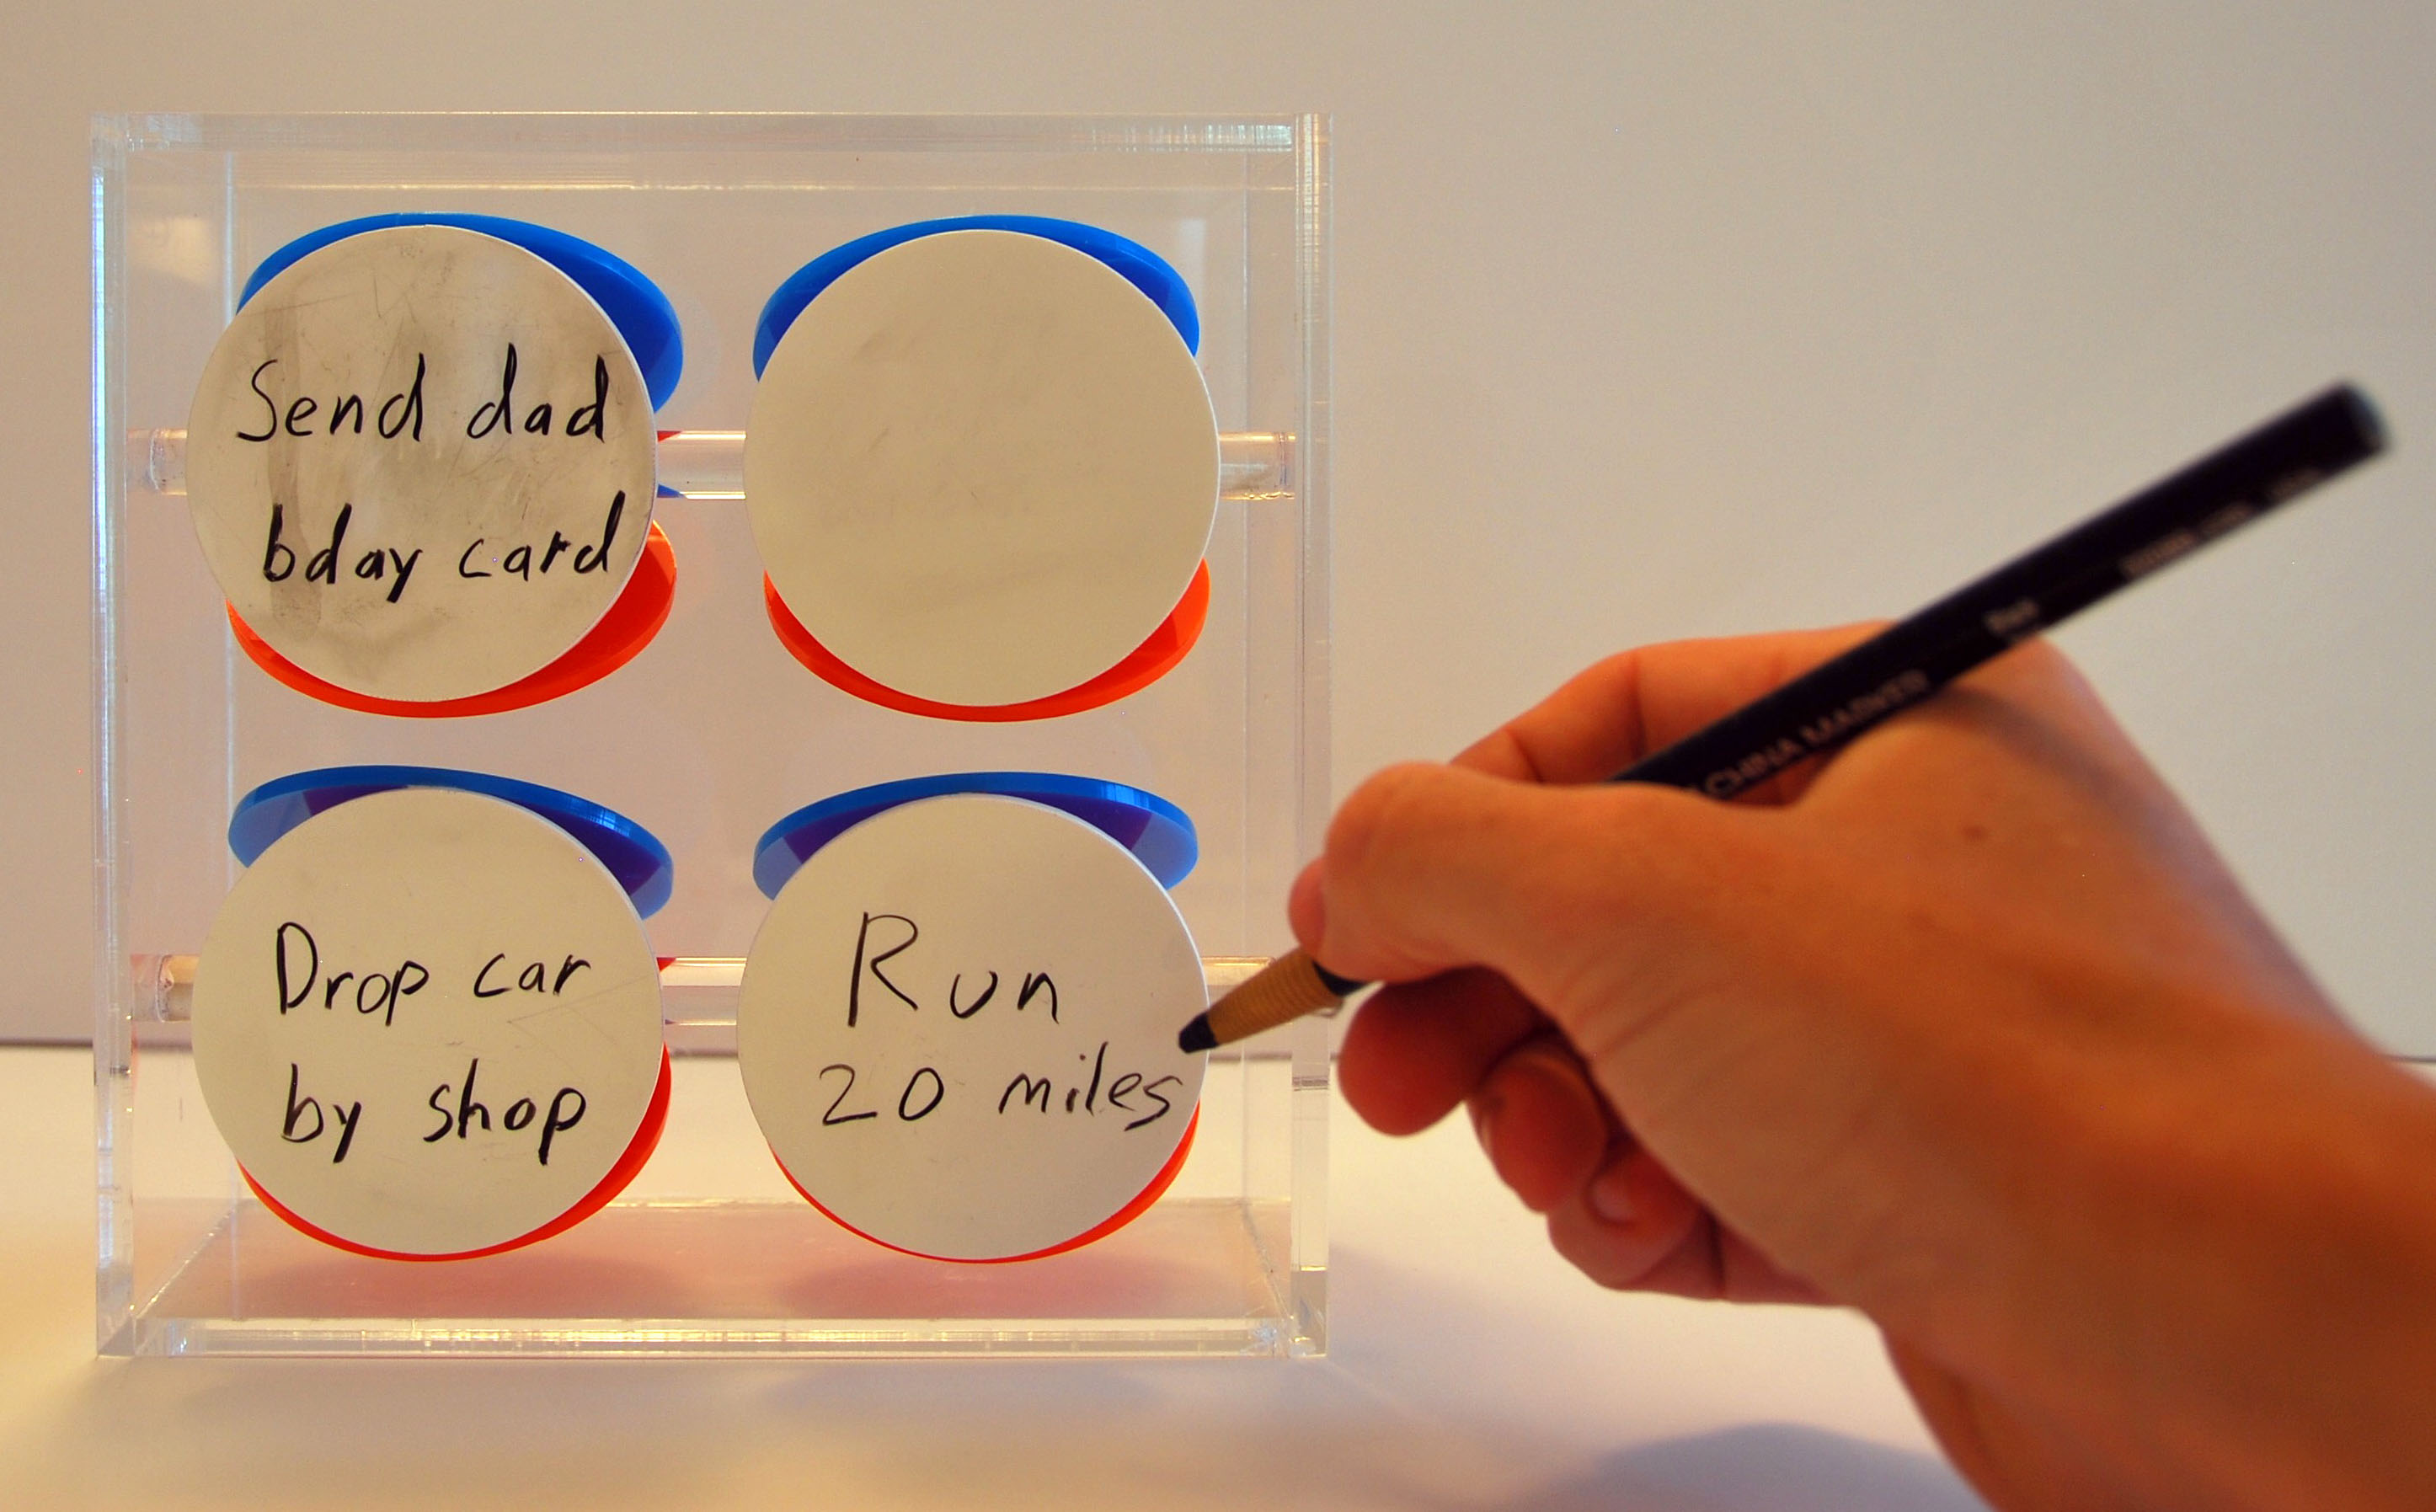 Send dad
bday card
Drop car
by shop
Run
20 miles
CHINA MARKER